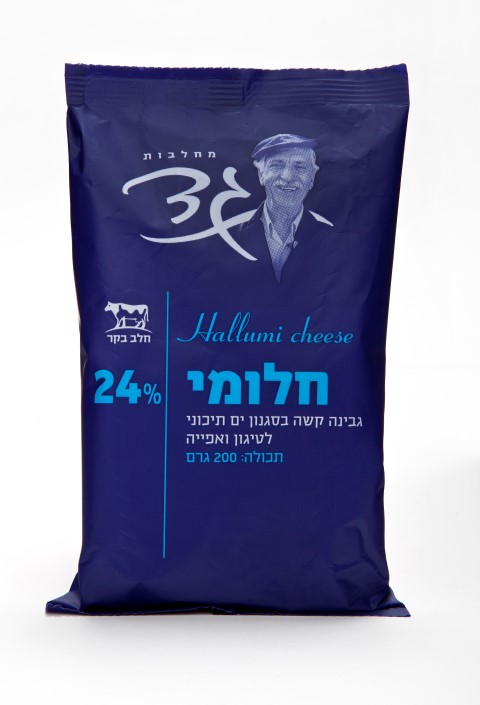 מחלבות
גד
Hallumi cheese
חלב בקר
24%
חלומי
גבינה קשה בסגנון ים תיכוני
לטיגון ואפייה
תכולה: 200 גרם